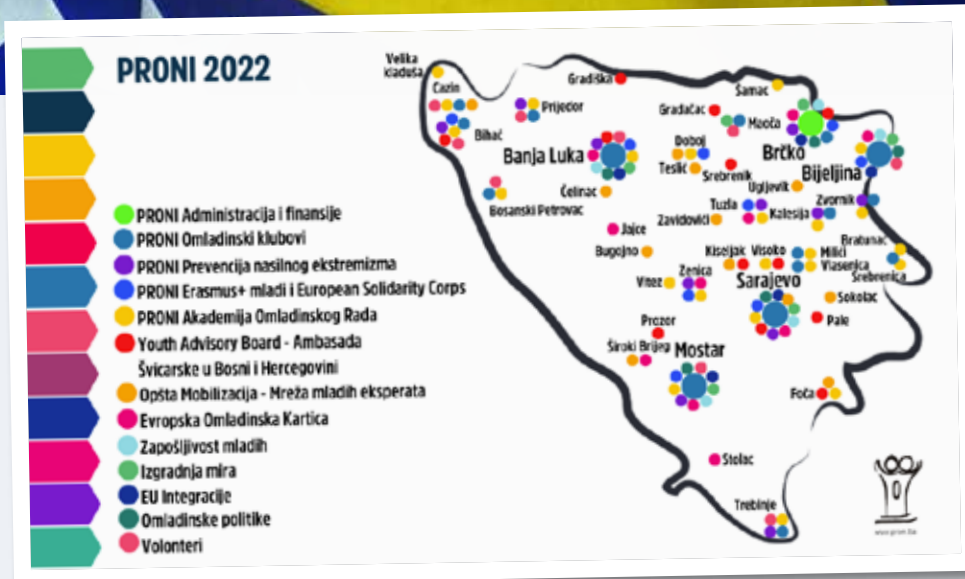 PRONI 2022
PRONI Administracija i finansije
PRONI Omladinski klubovi
PRONI Prevencija nasilnog ekstremizma
PRONI Erasmus+ mladi i European Solidarity Corps
PRONI Akademija Omladinskog Rada
Youth Advisory Board - Ambasada
Švicarske u Bosni i Hercegovini
Opšta Mobilizacija - Mreža mladih eksperata
Evropska Omladinska Kartica
Zapošljivost mladih
Izgradnja mira
EU Integracije
Omladinske politike
Volonteri
Velika
kladuša
Cazin
Bihać
Prijedor
Gradiška
Banja Luka
Čelinac
Bosanski Petrovac
Šamac
Gradačac
Maoča
Brčko
Doboj
Teslić
Srebrenik
Bijeljina
Ugljevik
Tuzla
Zvornik
Zavidovići
Kalesija
Jajce
Bugojno
Kiseljak
Visoko
Milići
Vlasenica
Bratunac
Srebrenica
Vitez
Zenica
Sarajevo
Sokolac
Pale
Prozor
Široki Brijeg
Mostar
Foča
Stolac
Trebinje